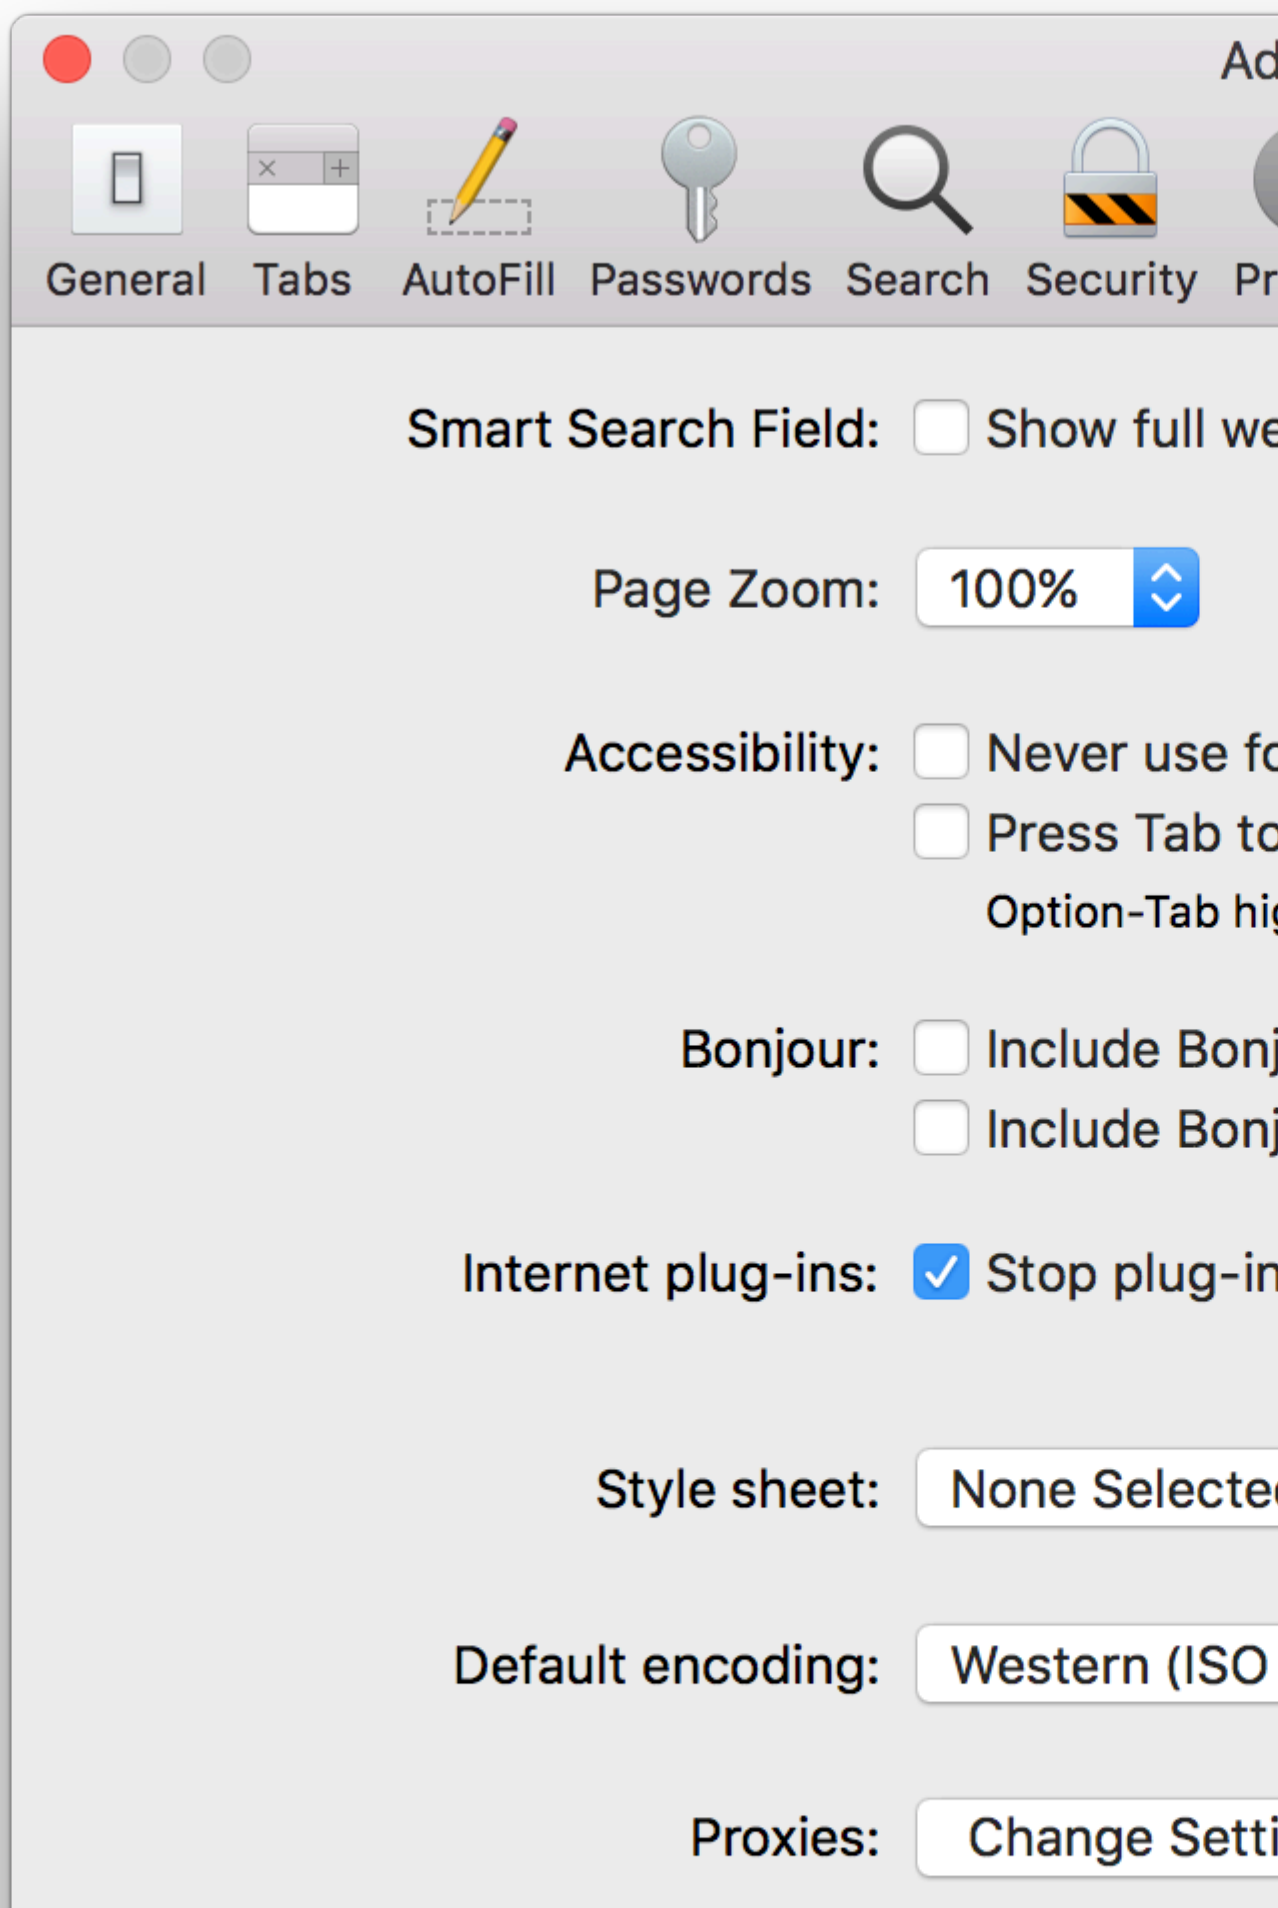 Ad
General Tabs AutoFill Passwords Search Security Pr
Smart Search Field: Show full we
Page Zoom: 100%
Accessibility: Never use fo
Press Tab to
Option-Tab hig
Bonjour: Include Bonj
Include Bonj
Internet plug-ins: Stop plug-in
Style sheet: None Selected
Default encoding: Western (ISO
Proxies: Change Setti